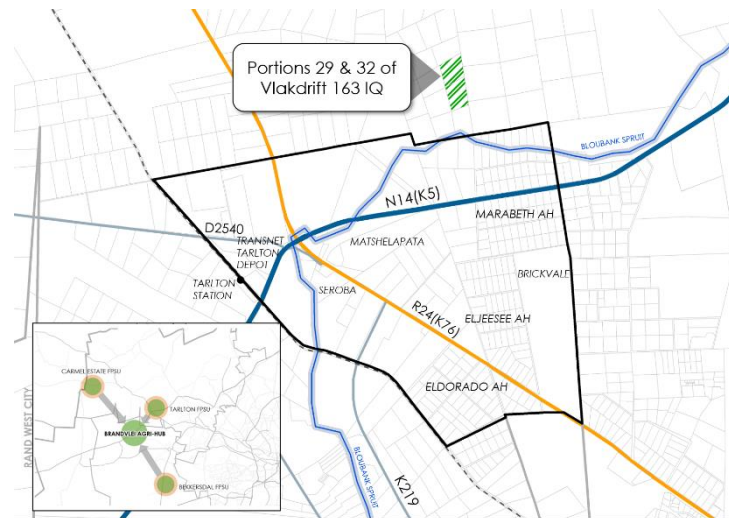 Portions 29 & 32 of
Vlakdrift 163 IQ
BLOUBANK SPRUIT
N14(K5)
MARABETH AH
D2540
TRANSNET
TARLTON
DEPOT
MATSHELAPATA
BRICKVALE
TARLTON
STATION
SEROBA
R24(K76)
ELJEESEE AH
ELDORADO AH
K219
BLOUBANK SPRUIT
RAND WEST CITY
CARMEL ESTATE FPSU
TARLTON FPSU
BRANDVLEI AGRI-HUB
BEKKERSDAL FPSU